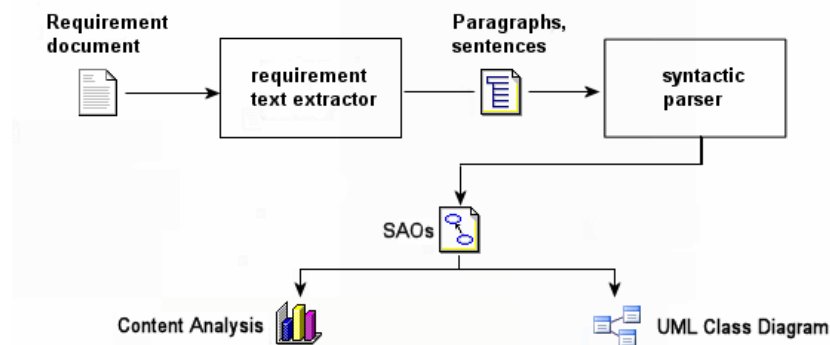 Requirement
document
requirement
text extractor
Paragraphs,
sentences
syntactic
parser
SAOs
Content Analysis
UML Class Diagram